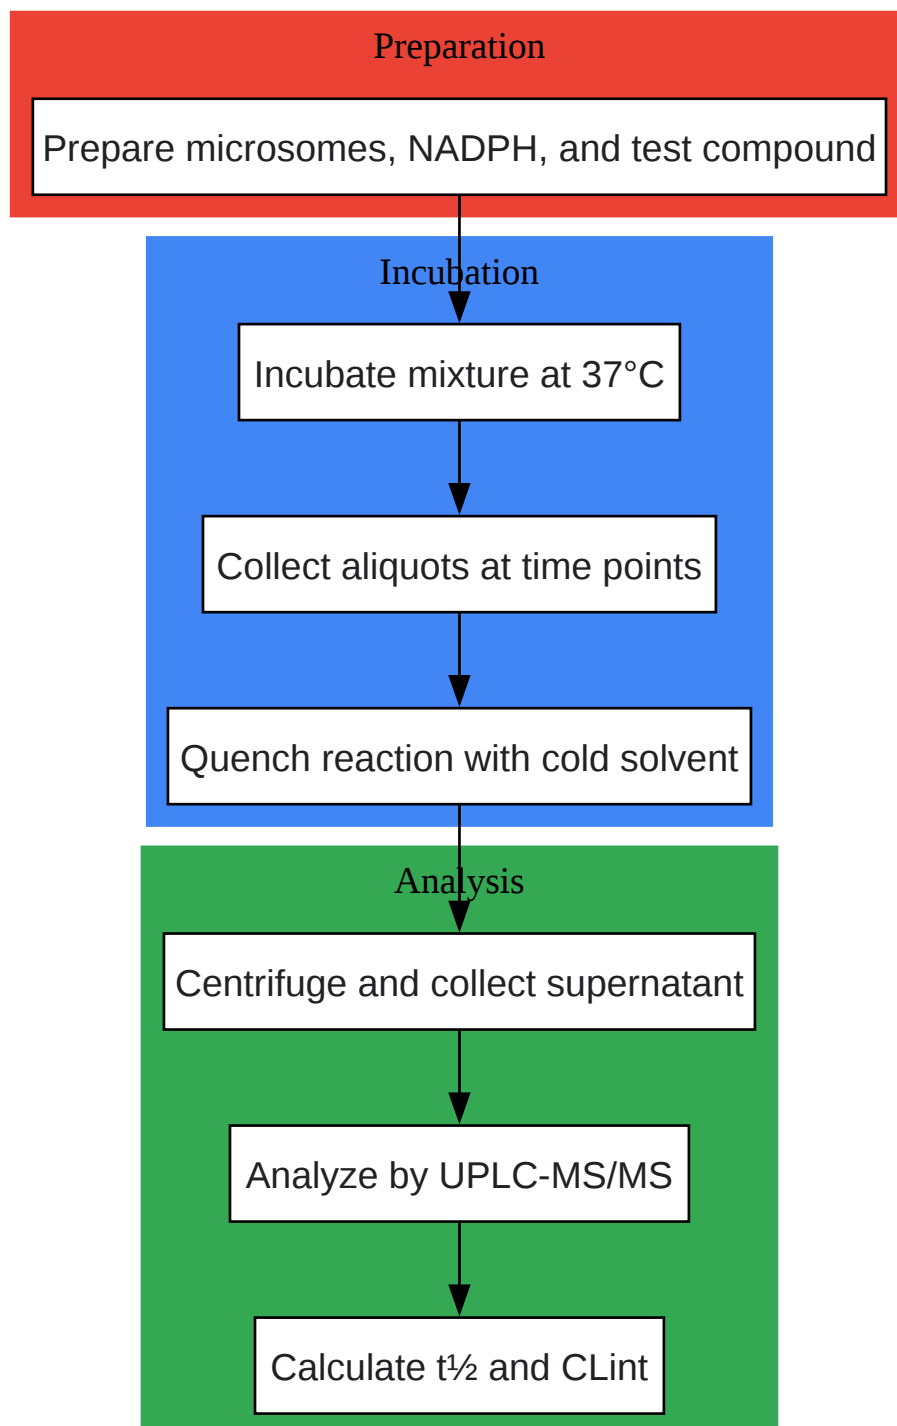 Preparation
Prepare microsomes, NADPH, and test compound
Incubation
Incubate mixture at 37°C
Collect aliquots at time points
Quench reaction with cold solvent
Analysis
Centrifuge and collect supernatant
Analyze by UPLC-MS/MS
Calculate t½ and CLint